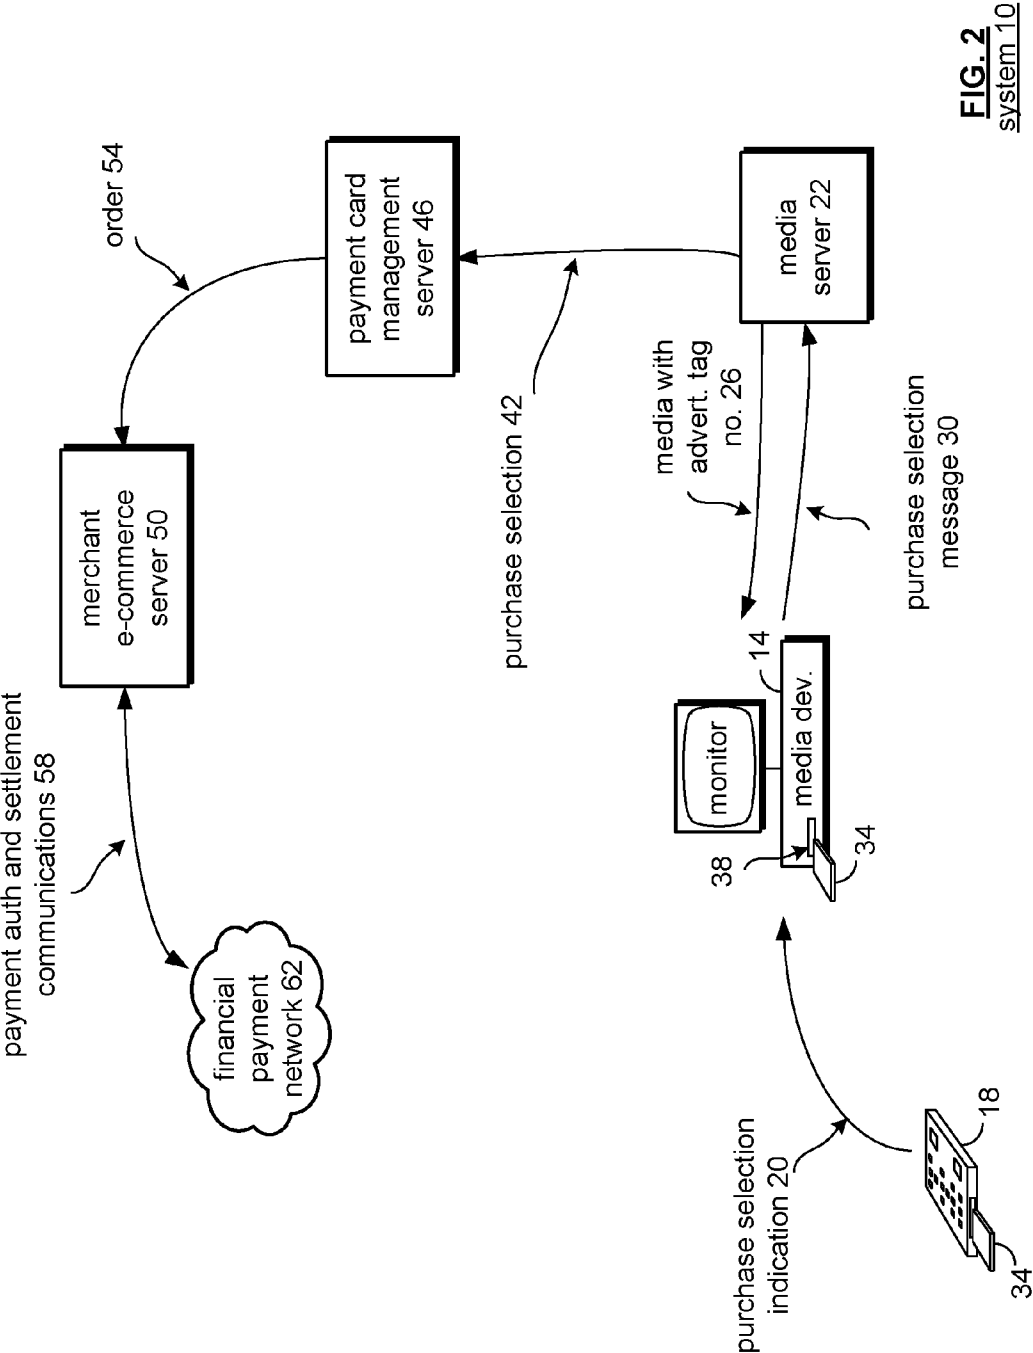 payment auth and settlement
communications 58
order 54
merchant
e-commerce
server 50
financial
payment
network 62
payment card
management
server 46
purchase selection 42
media with
advert. tag
no. 26
media
server 22
purchase selection
message 30
monitor
14
media dev.
38
34
purchase selection
indication 20
18
34
FIG. 2
system 10